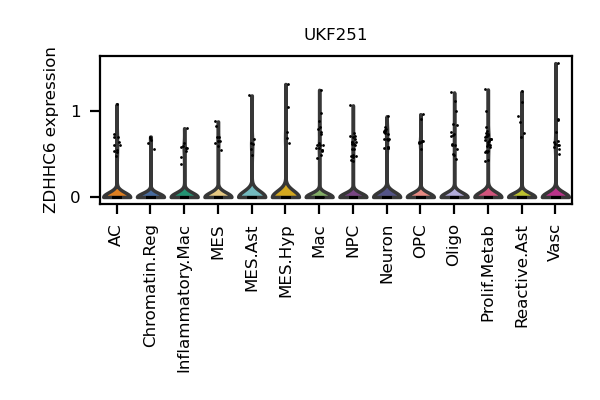 UKF251
ZDHHC6 expression
1
0
AC
Chromatin.Reg
Inflammatory.Mac
MES
MES.Ast
MES.Hyp
Mac
NPC
Neuron
OPC
Oligo
Prolif.Metab
Reactive.Ast
Vasc